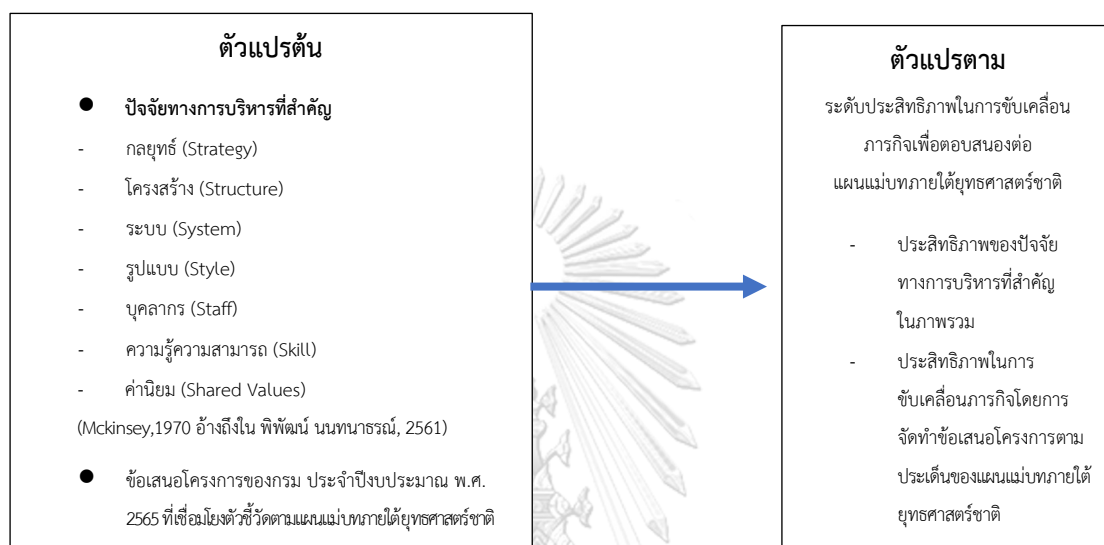 ตัวแปรต้น
● ปัจจัยทางการบริหารที่สำคัญ
- กลยุทธ์ (Strategy)
- โครงสร้าง (Structure)
- ระบบ (System)
- รูปแบบ (Style)
- บุคลากร (Staff)
- ความรู้ความสามารถ (Skill)
- ค่านิยม (Shared Values)
(Mckinsey,1970 อ้างถึงใน พิพัฒน์ นนทนาธรณ์, 2561)
● ข้อเสนอโครงการของกรม ประจำปีงบประมาณ พ.ศ.
2565 ที่เชื่อมโยงตัวชี้วัดตามแผนแม่บทภายใต้ยุทธศาสตร์ชาติ
ตัวแปรตาม
ระดับประสิทธิภาพในการขับเคลื่อน
ภารกิจเพื่อตอบสนองต่อ
แผนแม่บทภายใต้ยุทธศาสตร์ชาติ
- ประสิทธิภาพของปัจจัย
ทางการบริหารที่สำคัญ
ในภาพรวม
- ประสิทธิภาพในการ
ขับเคลื่อนภารกิจโดยการ
จัดทำข้อเสนอโครงการตาม
ประเด็นของแผนแม่บทภายใต้
ยุทธศาสตร์ชาติ